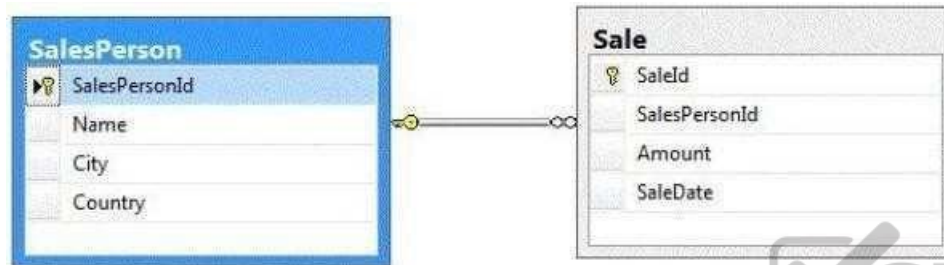 SalesPerson
SalesPersonId
Name
City
Country
Sale
SaleId
SalesPersonId
Amount
SaleDate